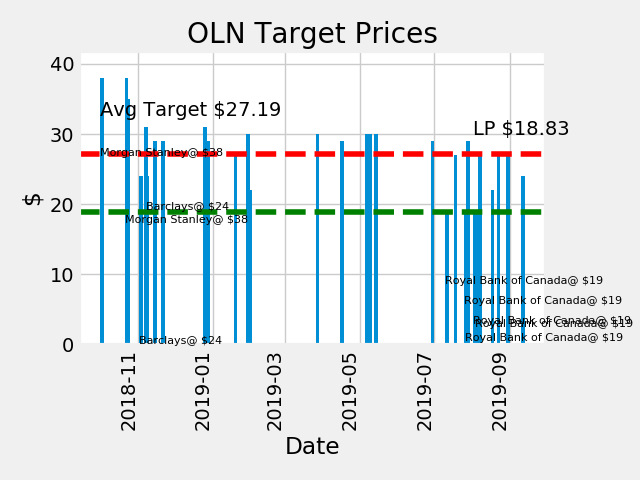 OLN Target Prices
40
Avg Target $27.19
LP $18.83
30
Morgan Stanley@ $38
$
20
Barclays@ $24
Morgan Stanley@ $38
10
Royal Bank of Canada@ $19
Royal Bank of Canada@ $19
Royal Bank of Canada@ $19
Royal Bank of Canada@ $19
Royal Bank of Canada@ $19
Barclays@ $24
0
2018-11
2019-01
2019-03
2019-05
2019-07
2019-09
Date